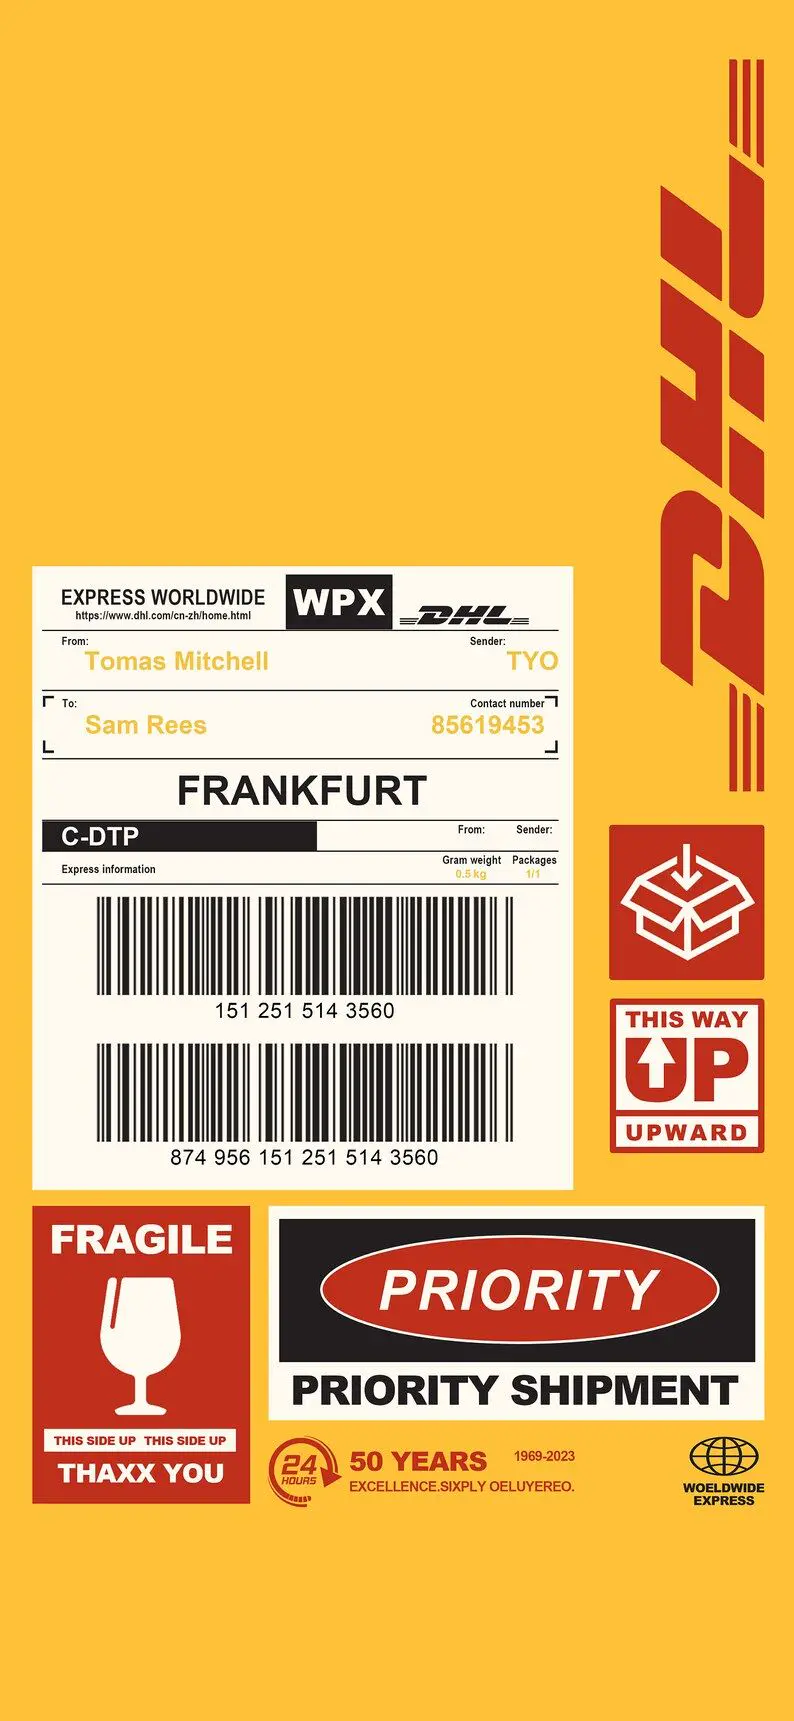 DHL
EXPRESS WORLDWIDE
https://www.dhl.com/cn-zh/home.html
WPX
DHL
From:
Sender:
Tomas Mitchell
TYO
To:
Contact number
Sam Rees
85619453
FRANKFURT
C-DTP
From:
Sender:
Express information
Gram weight
Packages
0.5 kg
1/1
151 251 514 3560
874 956 151 251 514 3560
THIS WAY
UP
UPWARD
FRAGILE
THIS SIDE UP THIS SIDE UP
THAXX YOU
PRIORITY
PRIORITY SHIPMENT
24
HOURS
50 YEARS
1969-2023
EXCELLENCE.SIXPLY OELUYEREO.
WOELDWIDE
EXPRESS